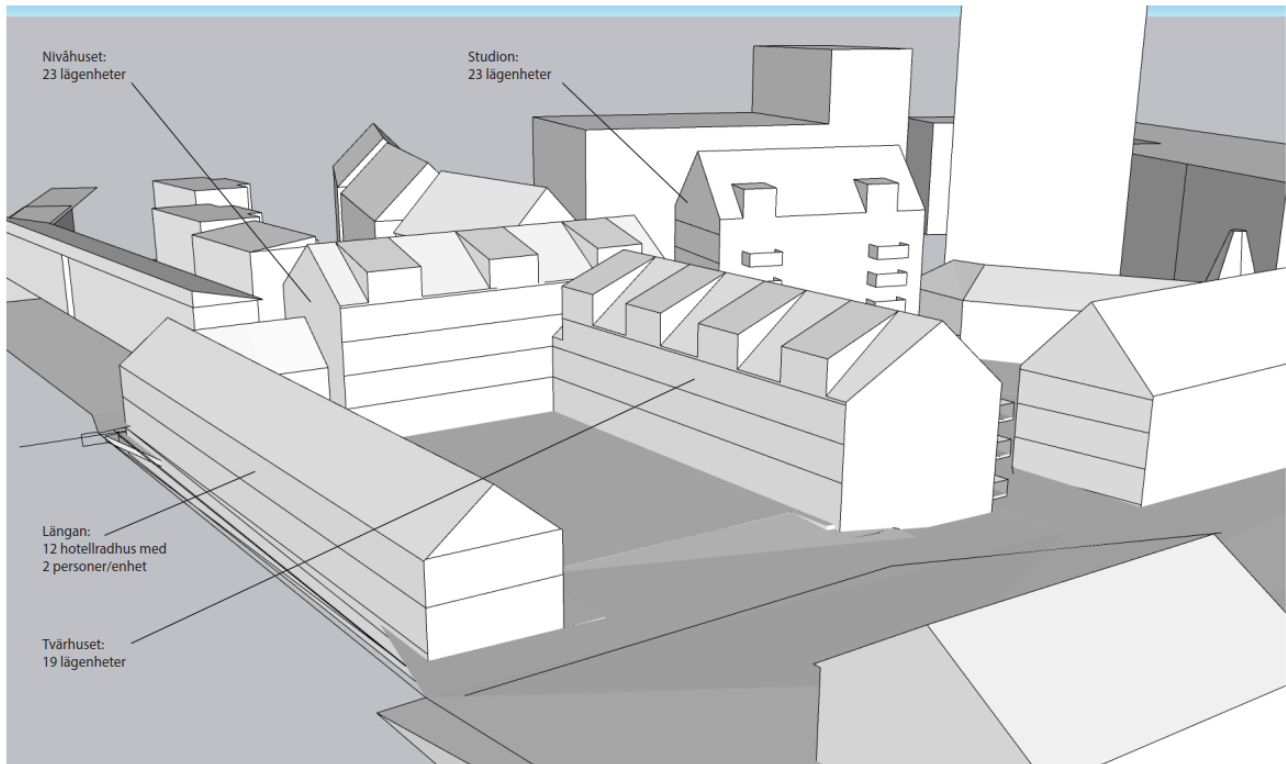 Nivåhuset:
23 lägenheter
Studion:
23 lägenheter
Längan:
12 hotellradhus med
2 personer/enhet
Tvärhuset:
19 lägenheter